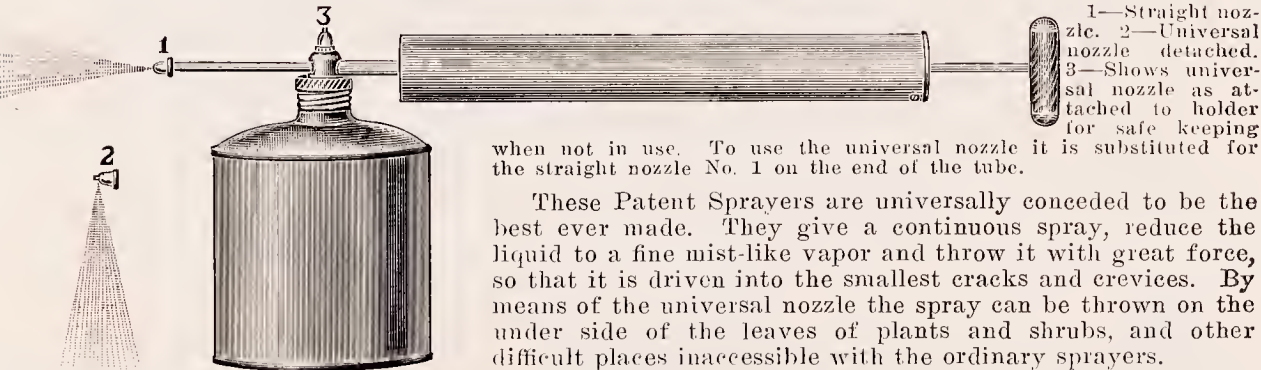 3
1—Straight noz-
zle. 2—Universal
nozzle detached.
3—Shows univer-
sal nozzle as at-
tached to holder
for safe keeping
when not in use. To use the universal nozzle it is substituted for
the straight nozzle No. 1 on the end of the tube.
1
2
These Patent Sprayers are universally conceded to be the
best ever made. They give a continuous spray, reduce the
liquid to a fine mist-like vapor and throw it with great force,
so that it is driven into the smallest cracks and crevices. By
means of the universal nozzle the spray can be thrown on the
under side of the leaves of plants and shrubs, and other
difficult places inaccessible with the ordinary sprayers.